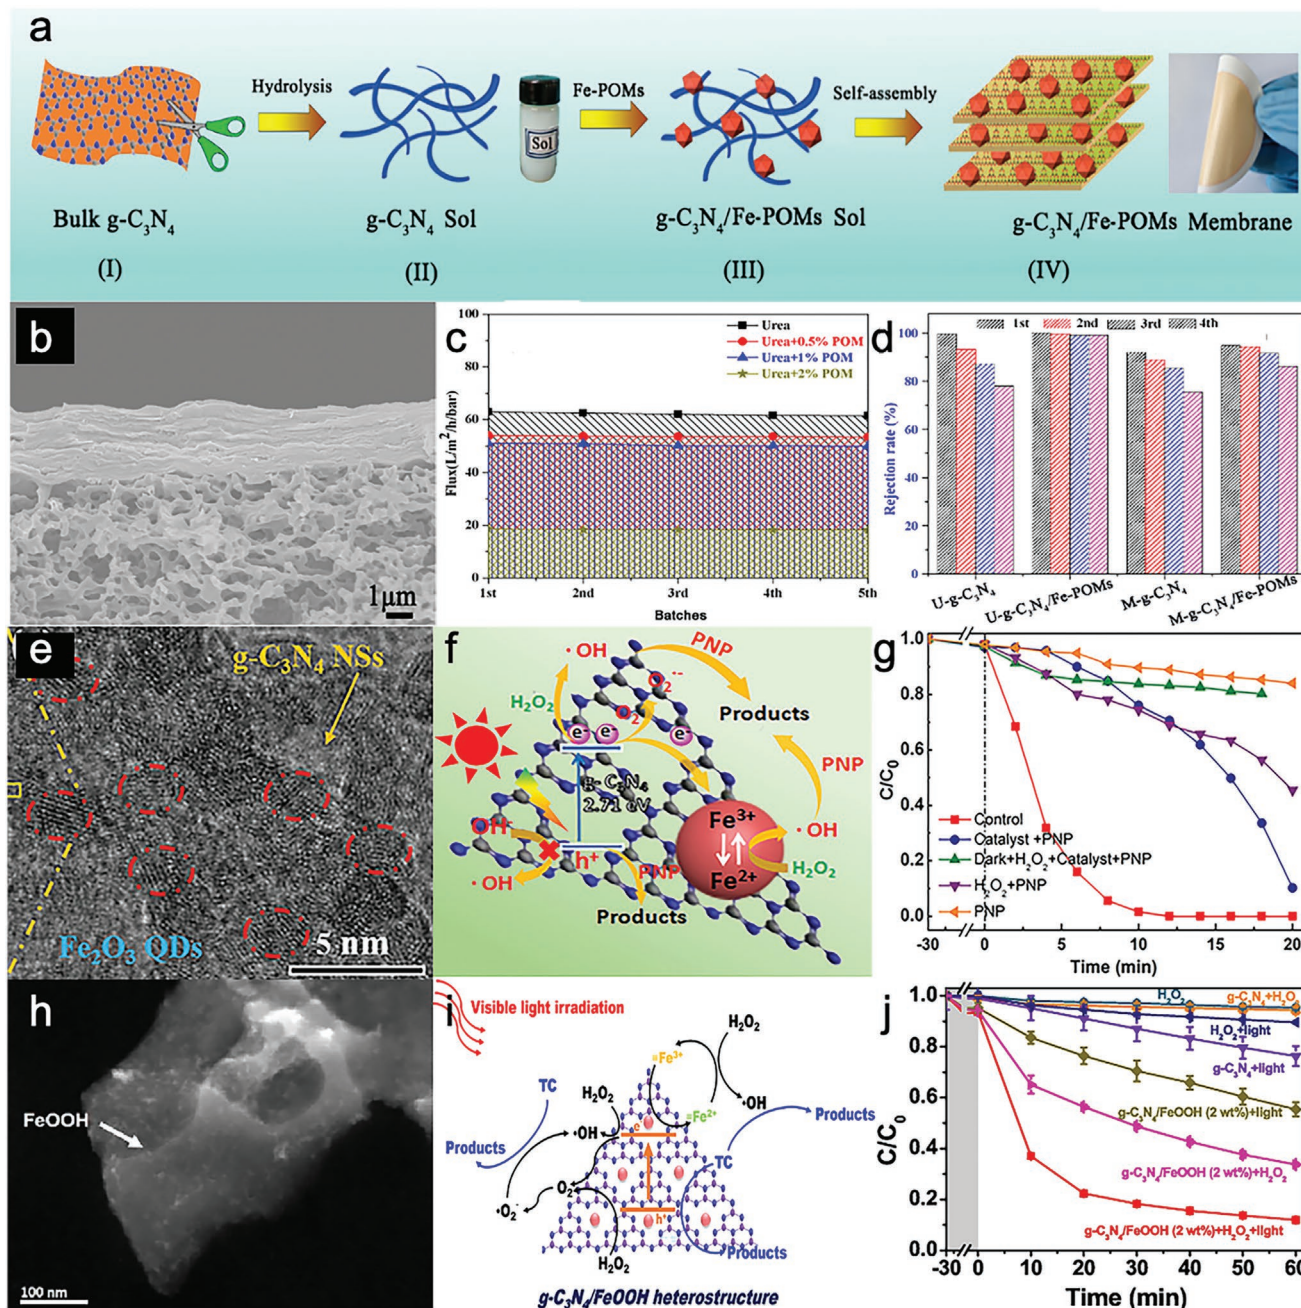 a
Hydrolysis
Fe-POMs
Self-assembly
Sol
Bulk g-C₃N₄
g-C₃N₄ Sol
g-C₃N₄/Fe-POMs Sol
g-C₃N₄/Fe-POMs Membrane
(I)
(II)
(III)
(IV)
b
1μm
c
Flux(L/m²/h/bar)
100
80
60
40
20
0
Urea
Urea+0.5% POM
Urea+1% POM
Urea+2% POM
1st 2nd 3rd 4th 5th
Batches
d
Rejection rate (%)
100
80
60
40
20
0
1st 2nd 3rd 4th
U-g-C₃N₄
U-g-C₃N₄/Fe-POMs
M-g-C₃N₄
M-g-C₃N₄/Fe-POMs
e
g-C₃N₄ NSs
Fe₂O₃ QDs
5 nm
f
·OH
PNP
O₂·-
H₂O₂
O₂
Products
e⁻ e⁻ e⁻
g-C₃N₄
2.71 eV
PNP
OH⁻
Fe³⁺
·OH
h⁺
PNP
Fe²⁺
H₂O₂
·OH
Products
g
C/C₀
1.0
0.8
0.6
0.4
0.2
0.0
Control
Catalyst +PNP
Dark+H₂O₂+Catalyst+PNP
H₂O₂+PNP
PNP
-30 0 5 10 15 20
Time (min)
h
FeOOH
100 nm
i
Visible light irradiation
H₂O₂
≡Fe³⁺
TC
H₂O₂
≡Fe²⁺
•OH
Products
•OH
e⁻
Products
TC
O₂
•O₂⁻
h⁺
Products
H₂O₂
g-C₃N₄/FeOOH heterostructure
j
C/C₀
1.0
0.8
0.6
0.4
0.2
0.0
H₂O₂
g-C₃N₄+H₂O₂
H₂O₂+light
g-C₃N₄+light
g-C₃N₄/FeOOH (2 wt%)+light
g-C₃N₄/FeOOH (2 wt%)+H₂O₂
g-C₃N₄/FeOOH (2 wt%)+H₂O₂+light
-30 0 10 20 30 40 50 60
Time (min)